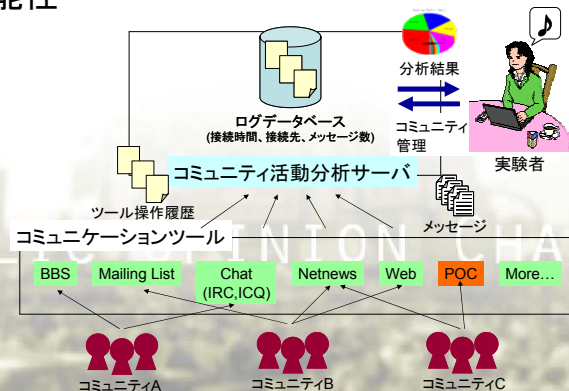 能性
分析結果
ログデータベース
(接続時間、接続先、メッセージ数)
コミュニティ
管理
実験者
コミュニティ活動分析サーバ
ツール操作履歴
メッセージ
コミュニケーションツール
LIC OPINION CHA
BBS
Mailing List
Chat
(IRC,ICQ)
Netnews
Web
POC
More…
コミュニティA
コミュニティB
コミュニティC